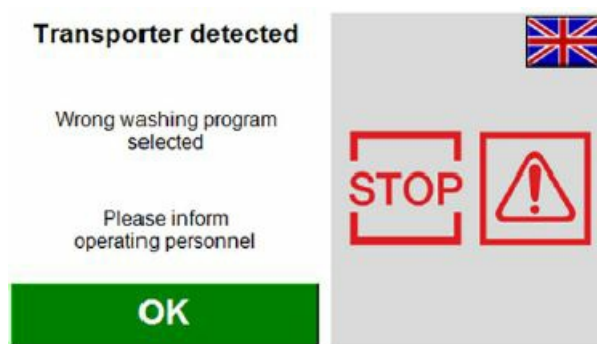 Transporter detected
Wrong washing program
selected
Please inform
operating personnel
OK
STOP